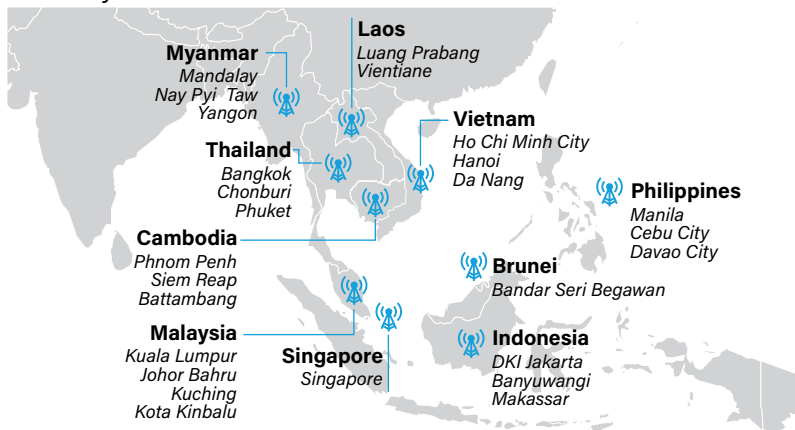 Laos
Luang Prabang
Vientiane
Myanmar
Mandalay
Nay Pyi Taw
Yangon
Vietnam
Ho Chi Minh City
Hanoi
Da Nang
Thailand
Bangkok
Chonburi
Phuket
Philippines
Manila
Cebu City
Davao City
Cambodia
Phnom Penh
Siem Reap
Battambang
Brunei
Bandar Seri Begawan
Malaysia
Kuala Lumpur
Johor Bahru
Kuching
Kota Kinbalu
Singapore
Singapore
Indonesia
DKI Jakarta
Banyuwangi
Makassar